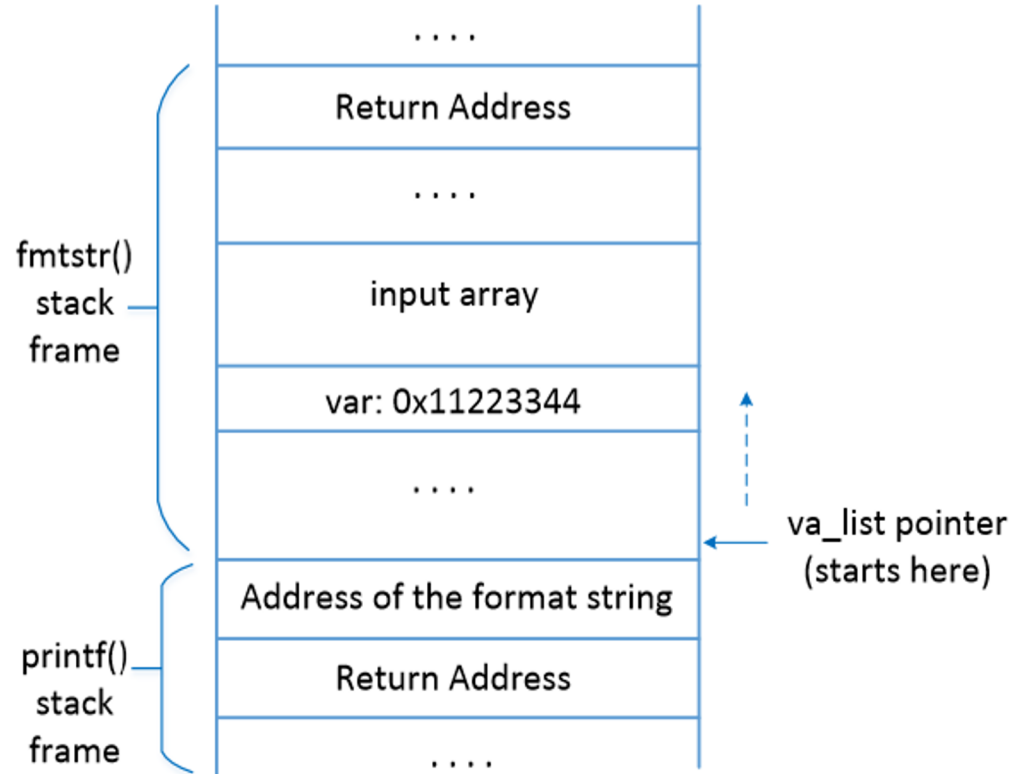 ....
Return Address
....
fmtstr()
stack
frame
input array
var: 0x11223344
....
va_list pointer
(starts here)
Address of the format string
printf()
stack
frame
Return Address
....